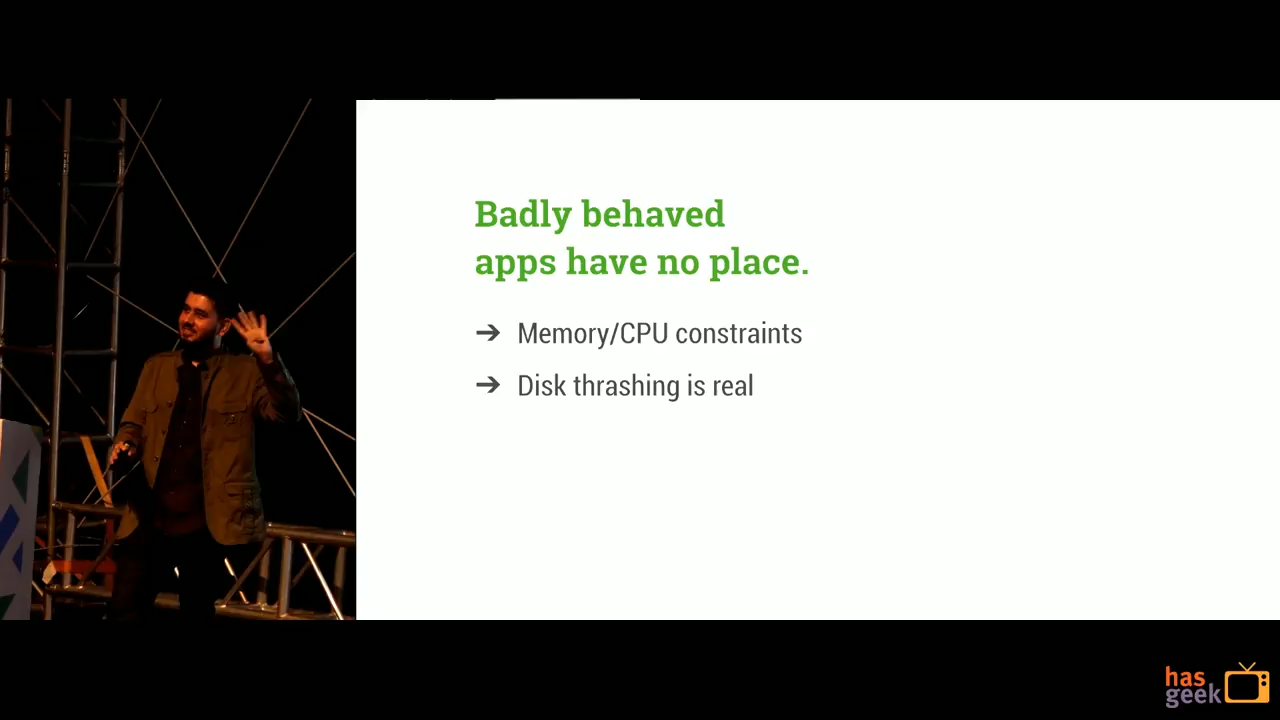 Badly behaved
apps have no place.
➔ Memory/CPU constraints
➔ Disk thrashing is real
has
geek